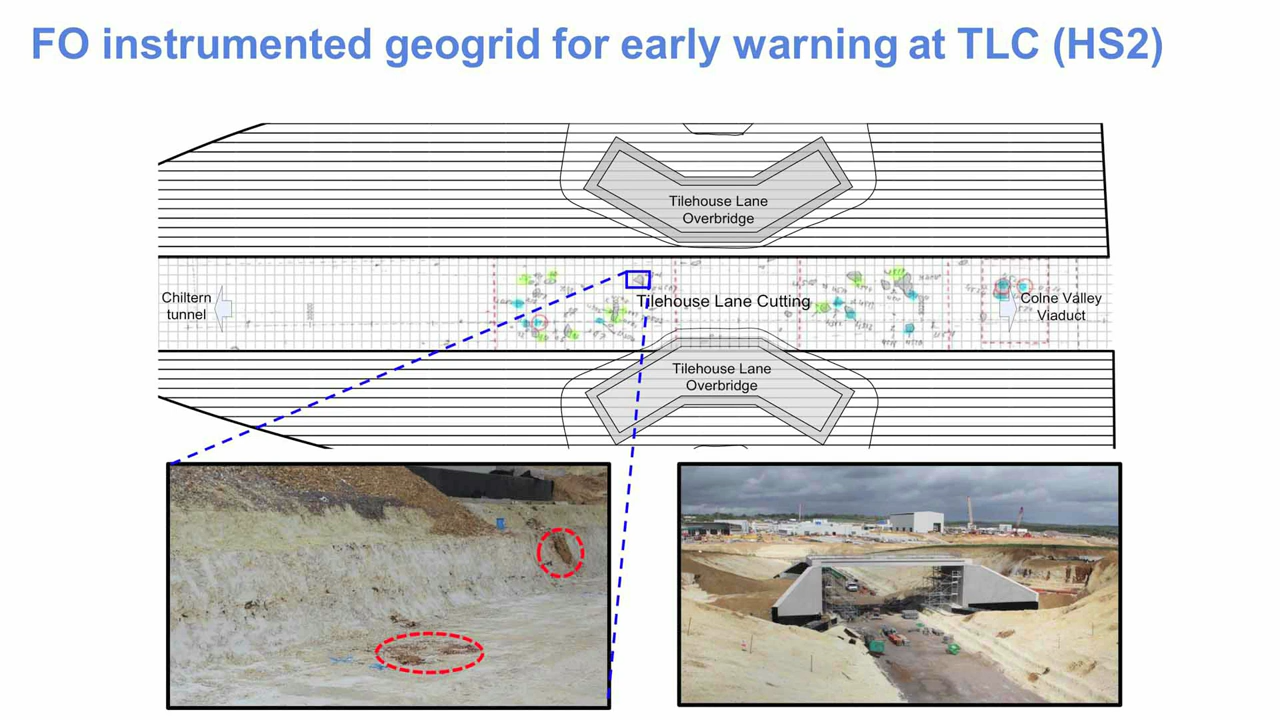 FO instrumented geogrid for early warning at TLC (HS2)
Tilehouse Lane
Overbridge
Chiltern
tunnel
Tilehouse Lane Cutting
Colne Valley
Viaduct
Tilehouse Lane
Overbridge